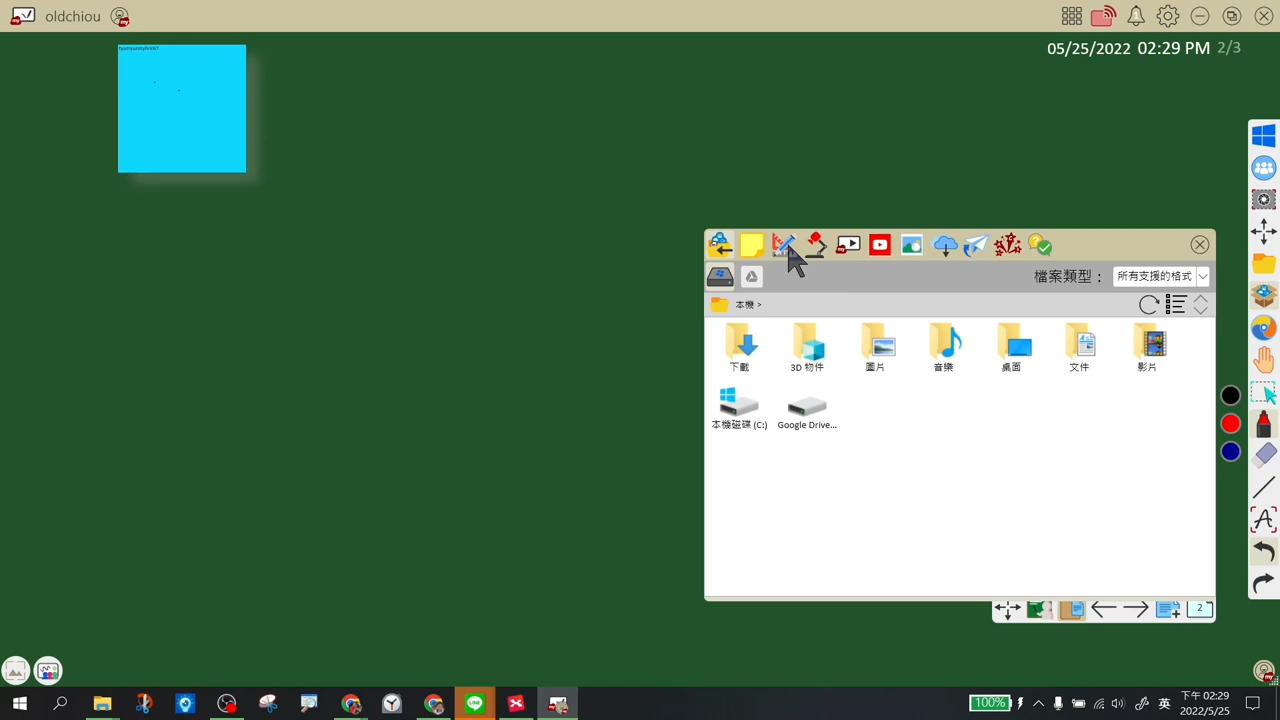 oldchiou
05/25/2022 02:29 PM 2/3
檔案類型：
所有支援的格式
本機 >
下載
3D 物件
圖片
音樂
桌面
文件
影片
本機磁碟 (C:)
Google Drive...
2
100%
英
下午 02:29
2022/5/25